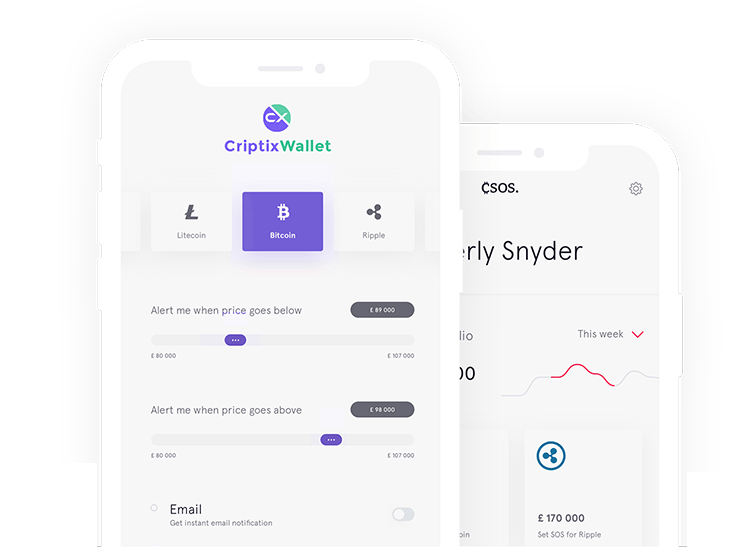 CX
CriptixWallet
Litecoin
Bitcoin
Ripple
Alert me when price goes below
£ 89 000
£ 80 000
£ 107 000
Alert me when price goes above
£ 98 000
£ 80 000
£ 107 000
Email
Get instant email notification
₵SOS.
erly Snyder
lio
This week
00
oin
£ 170 000
Set SOS for Ripple